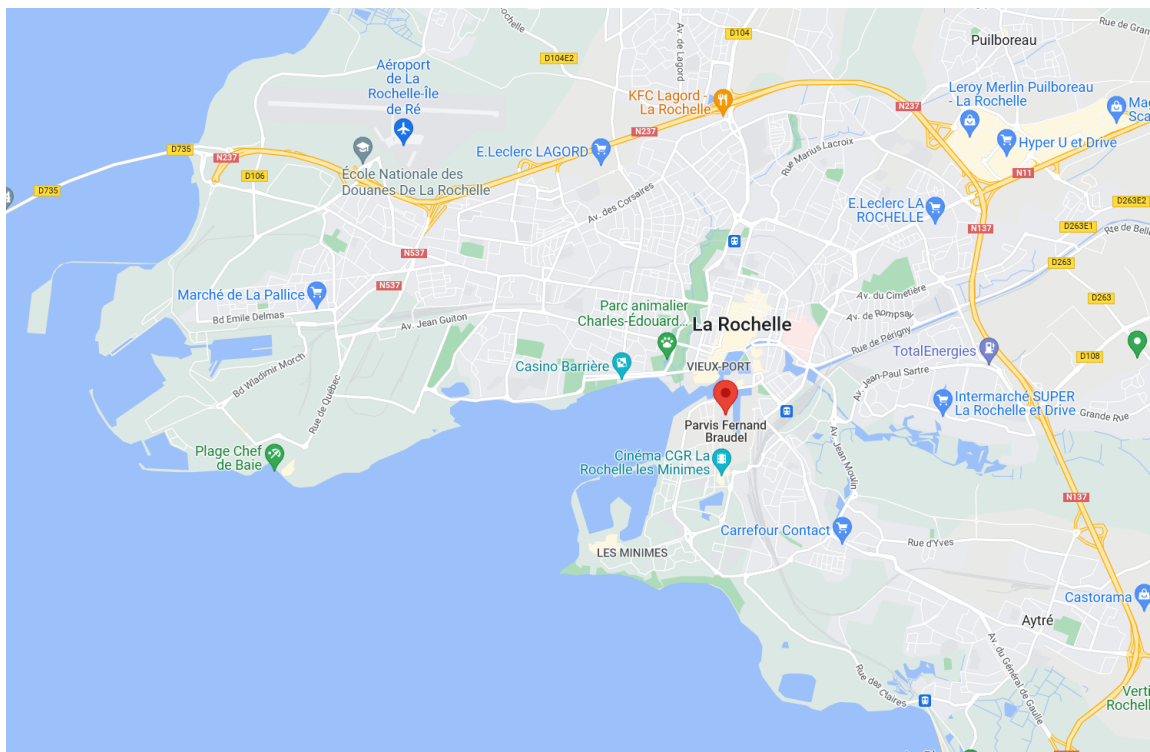 D104
Puilboreau
Rue de
Gran
D104E2
Rochelle
Av. de Lagord
Aéroport
de La
Rochelle-Île
de Ré
KFC Lagord -
La Rochelle
Leroy Merlin Puilboreau
- La Rochelle
N237
Mag
Sca
N237
Hyper U et Drive
D735
N237
E.Leclerc LAGORD
Rue Marius Lacroix
N11
D106
École Nationale des
Douanes De La Rochelle
D735
E.Leclerc LA
ROCHELLE
D263E2
Av. des Corsaires
N137
D263E1
Rte de Belle
N537
D263
N537
Marché de La Pallice
Av. du Cimetière
D263
Parc animalier
Charles-Édouard...
Bd Emile Delmas
Av. Jean Guiton
La Rochelle
Av. de Rompsay
Rue de Périgny
TotalEnergies
D108
Casino Barrière
VIEUX-PORT
Bd Wladimir Morch
Av. Jean-Paul Sartre
Rue de Québec
Intermarché SUPER
La Rochelle et Drive
Grande Rue
Parvis Fernand
Braudel
Av. Jean Moulin
Plage Chef
de Baie
Cinéma CGR La
Rochelle les Minimes
N137
Carrefour Contact
Rue d'Yves
LES MINIMES
Castorama
Aytré
Av. du Général de Gaulle
Rue des Claires
Verti
Rochelle